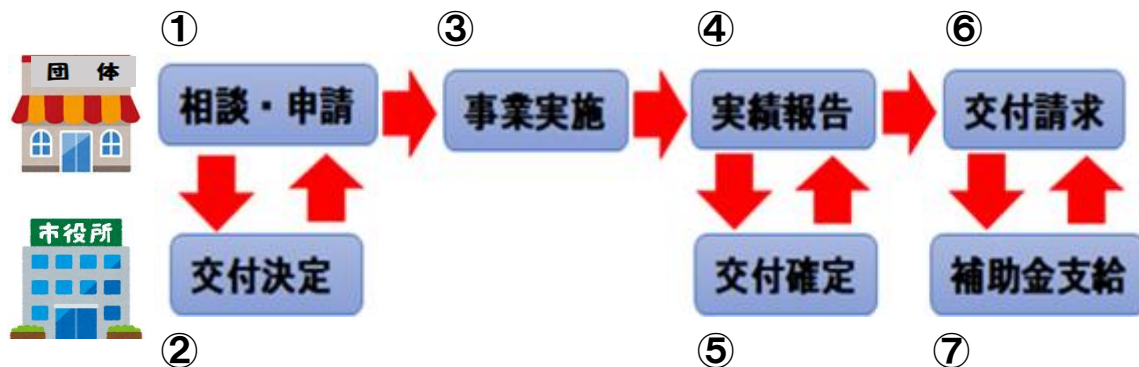 ① ③ ④ ⑥
団 体
相談・申請 事業実施 実績報告 交付請求
市役所
交付決定 交付確定 補助金支給
② ⑤ ⑦